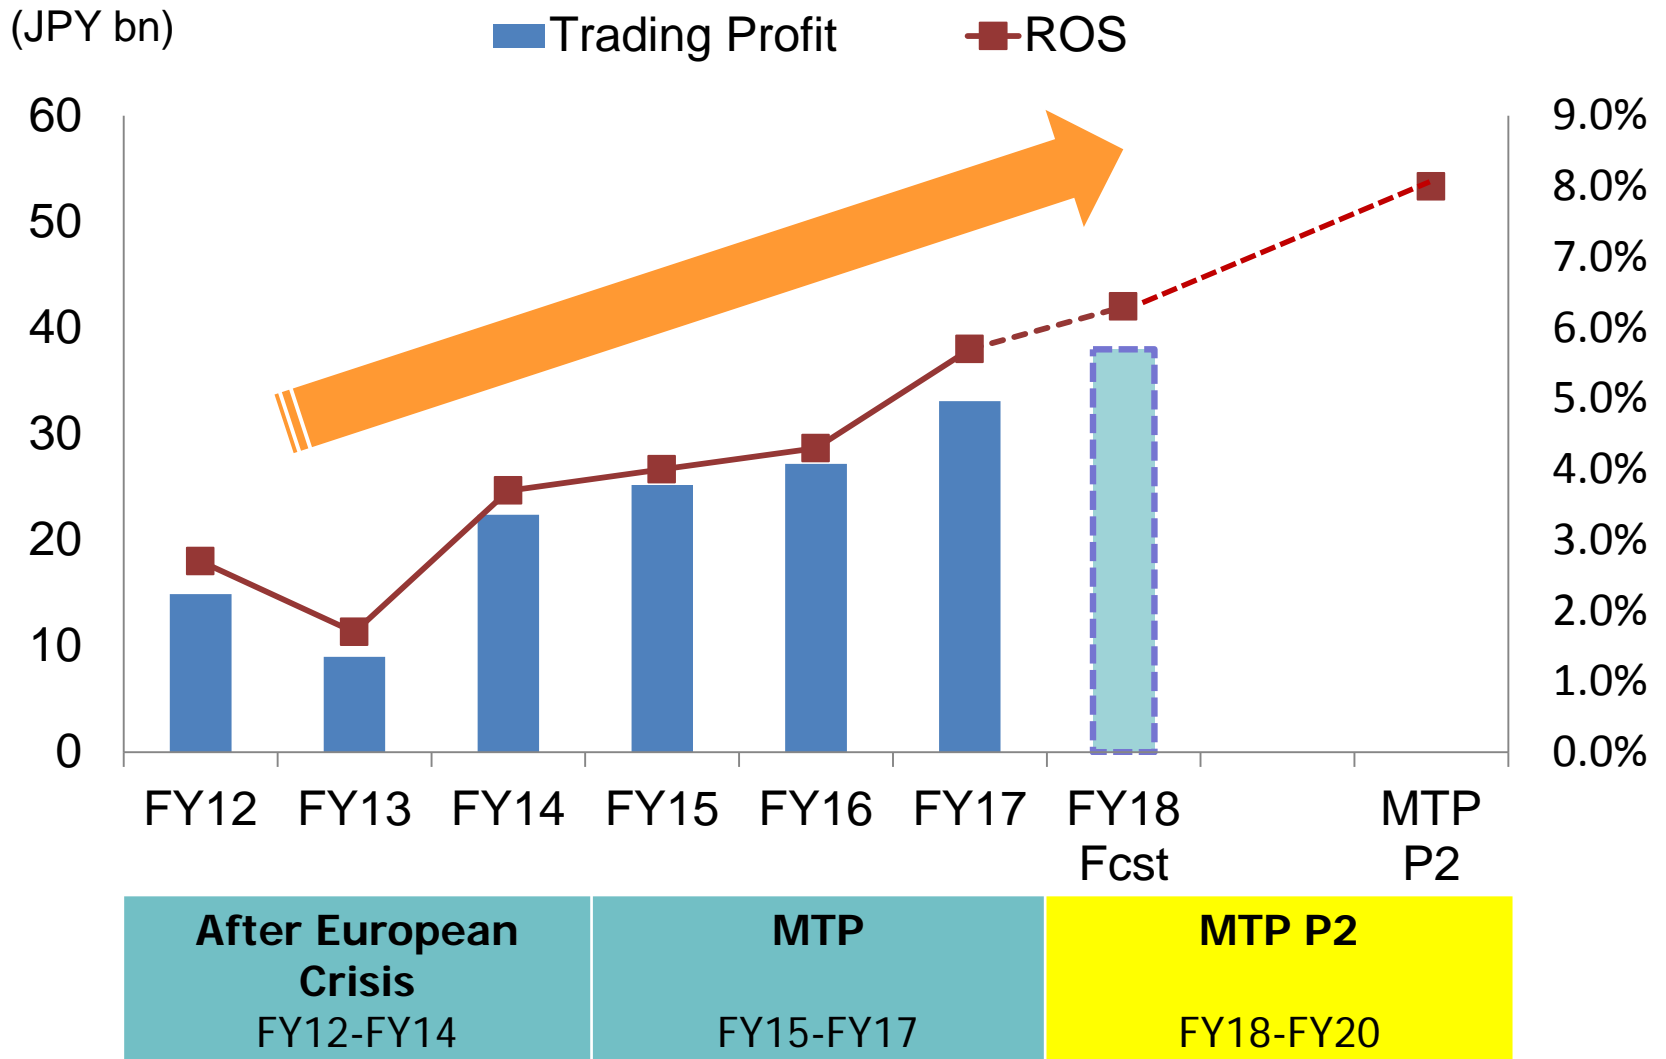 (JPY bn)
Trading Profit
ROS
60
50
40
30
20
10
0
9.0%
8.0%
7.0%
6.0%
5.0%
4.0%
3.0%
2.0%
1.0%
0.0%
FY12
FY13
FY14
FY15
FY16
FY17
FY18
Fcst
MTP
P2
After European
Crisis
FY12-FY14
MTP
FY15-FY17
MTP P2
FY18-FY20